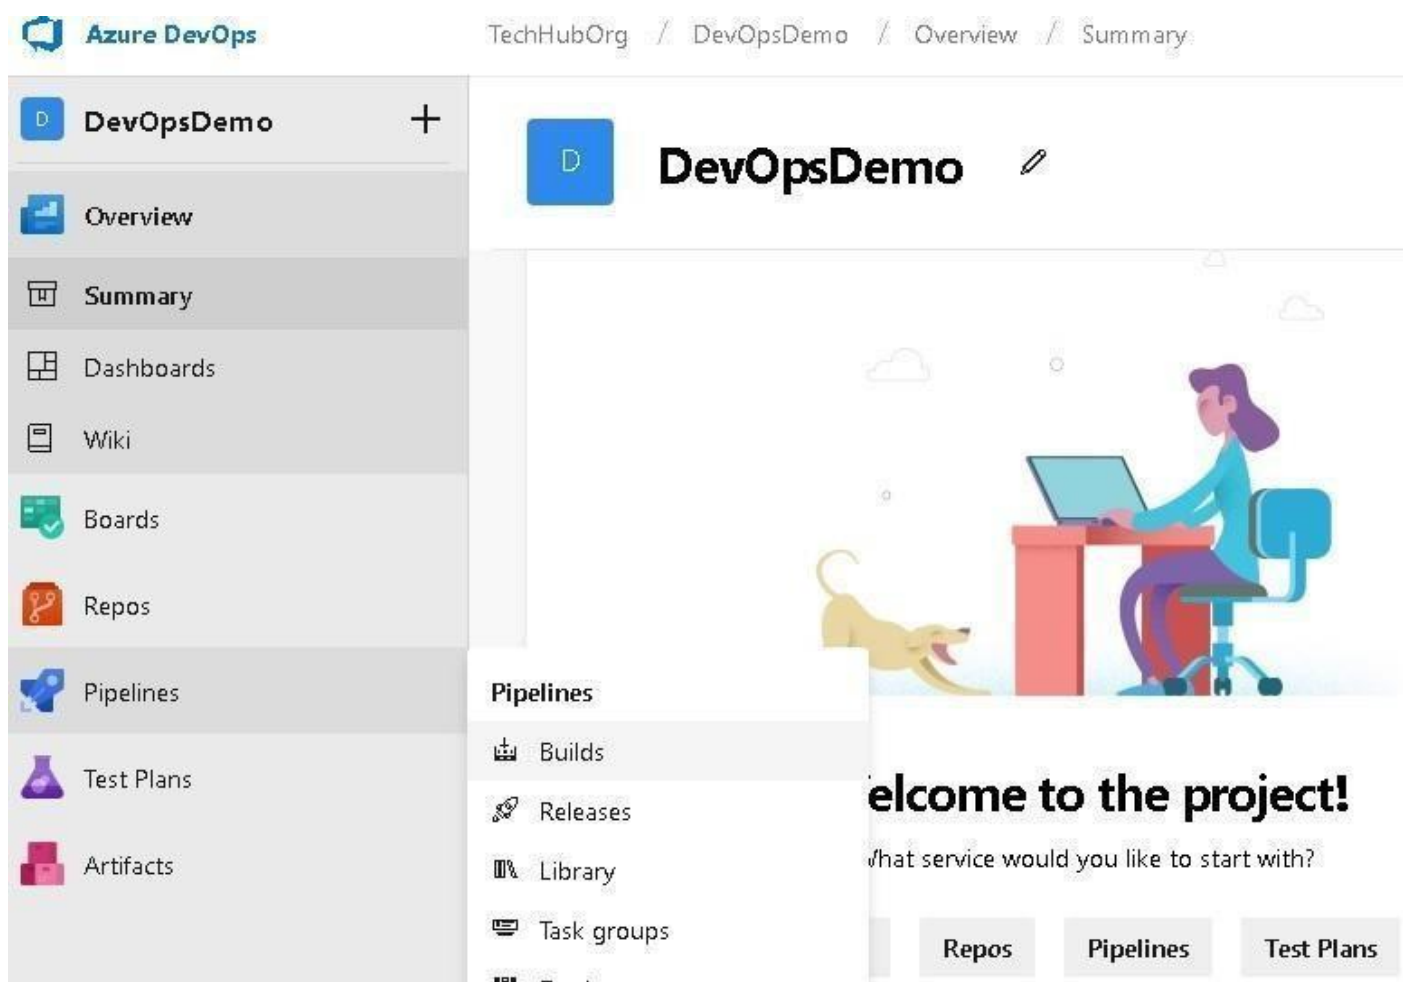 Azure DevOps
TechHubOrg / DevOpsDemo / Overview / Summary
D DevOpsDemo +
D DevOpsDemo
Overview
Summary
Dashboards
Wiki
Boards
Repos
Pipelines
Test Plans
Artifacts
Pipelines
Builds
Releases
Library
Task groups
elcome to the project!
hat service would you like to start with?
Repos Pipelines Test Plans